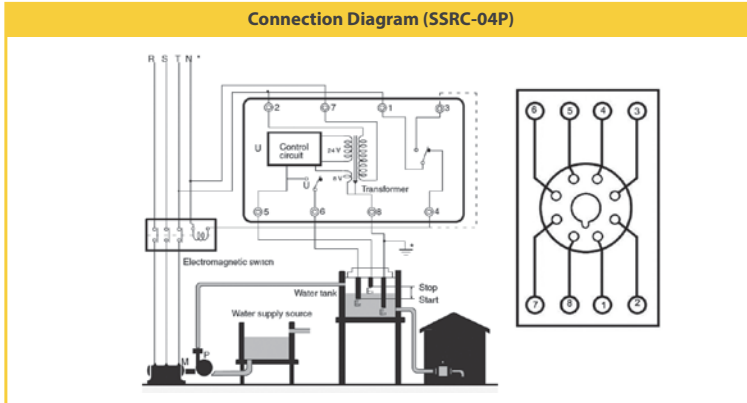 Connection Diagram (SSRC-04P)
R S T N *
2 7 1 3
U
Control
circuit
24 V
8 V
Transformer
U
5 6 8 4
Electromagnetic switch
Water tank
Stop
Start
Water supply source
M
P
6 5 4 3
7 8 1 2